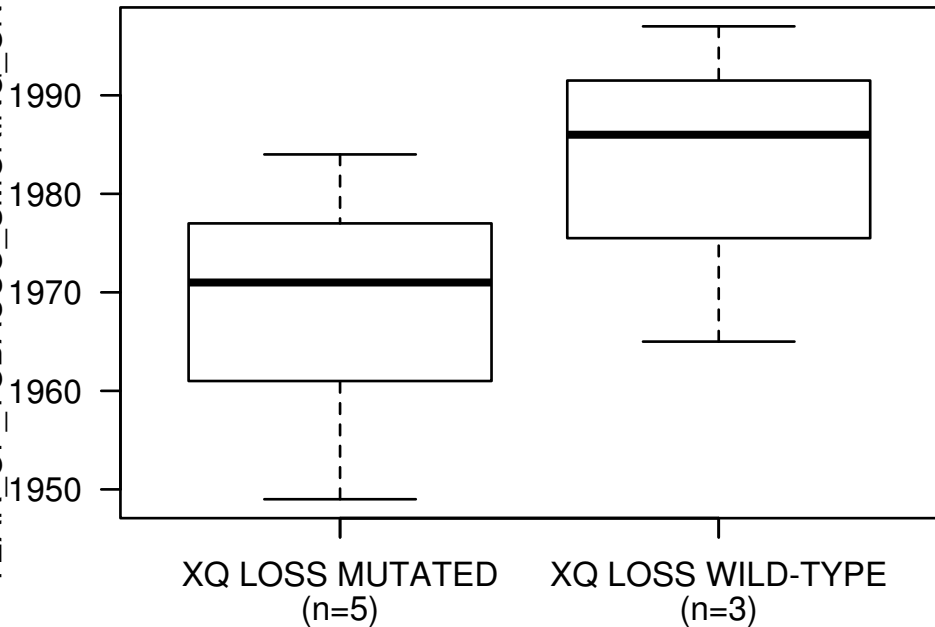 1990
1980
1970
1960
1950
XQ LOSS MUTATED
(n=5)
XQ LOSS WILD-TYPE
(n=3)